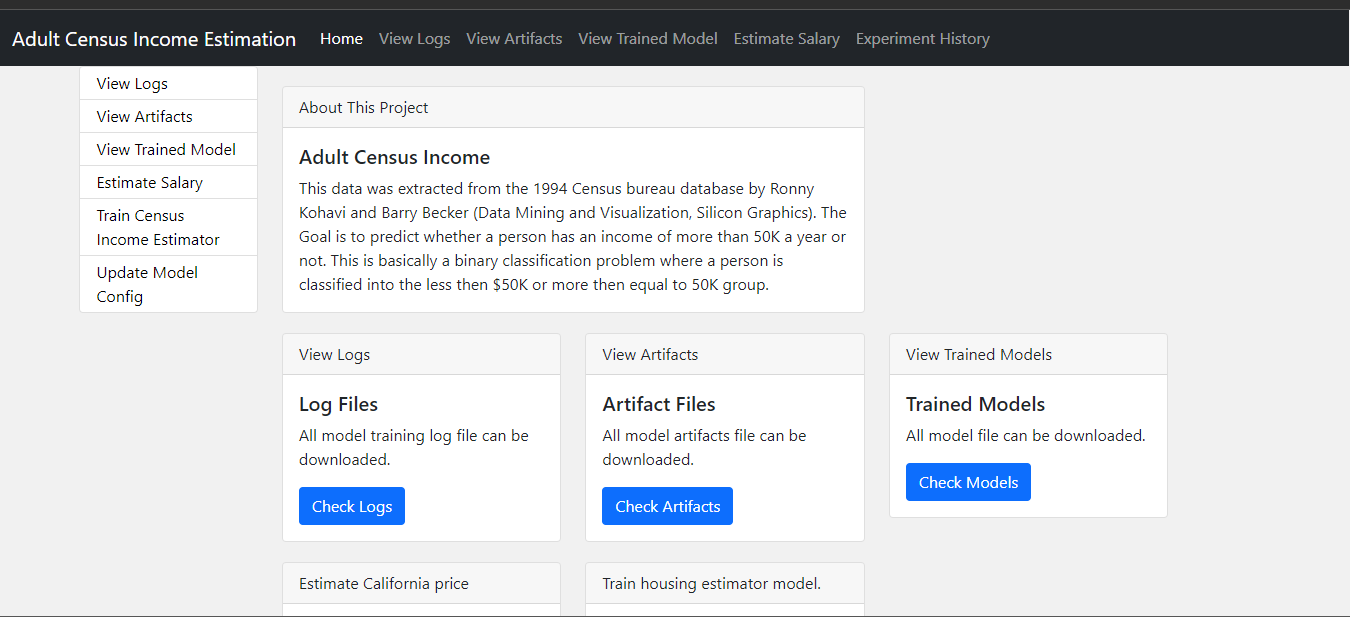 Adult Census Income Estimation Home View Logs View Artifacts View Trained Model Estimate Salary Experiment History
View Logs
View Artifacts
View Trained Model
Estimate Salary
Train Census
Income Estimator
Update Model
Config
About This Project
Adult Census Income
This data was extracted from the 1994 Census bureau database by Ronny
Kohavi and Barry Becker (Data Mining and Visualization, Silicon Graphics). The
Goal is to predict whether a person has an income of more than 50K a year or
not. This is basically a binary classification problem where a person is
classified into the less then $50K or more then equal to 50K group.
View Logs
Log Files
All model training log file can be
downloaded.
Check Logs
View Artifacts
Artifact Files
All model artifacts file can be
downloaded.
Check Artifacts
View Trained Models
Trained Models
All model file can be downloaded.
Check Models
Estimate California price
Train housing estimator model.